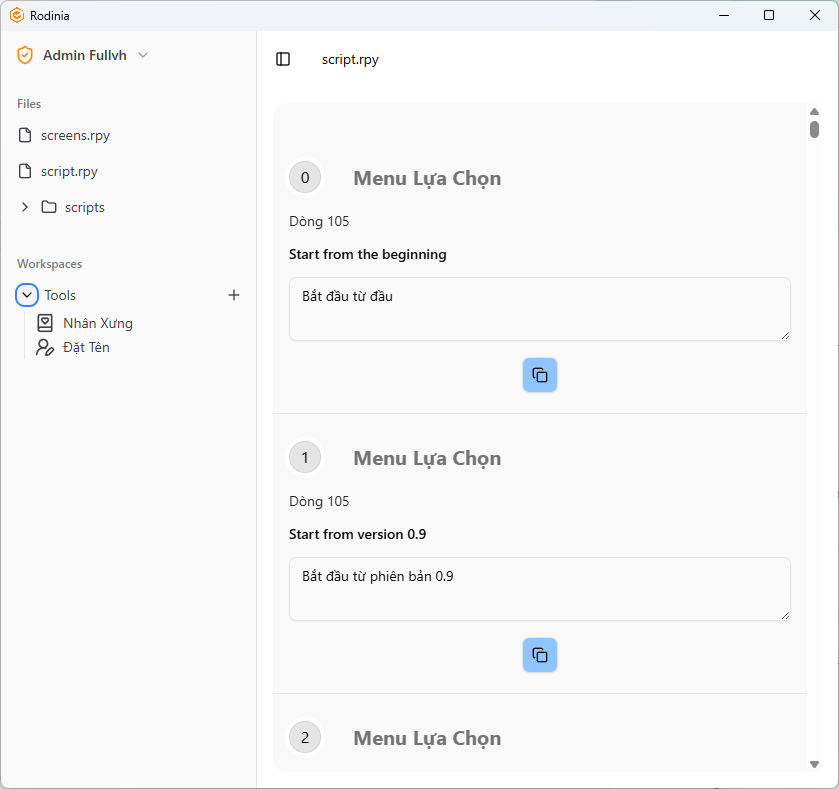 Rodinia
Admin Fullvh
Files
screens.rpy
script.rpy
scripts
Workspaces
Tools
Nhân Xưng
Đặt Tên
script.rpy
0
Menu Lựa Chọn
Dòng 105
Start from the beginning
Bắt đầu từ đầu
1
Menu Lựa Chọn
Dòng 105
Start from version 0.9
Bắt đầu từ phiên bản 0.9
2
Menu Lựa Chọn